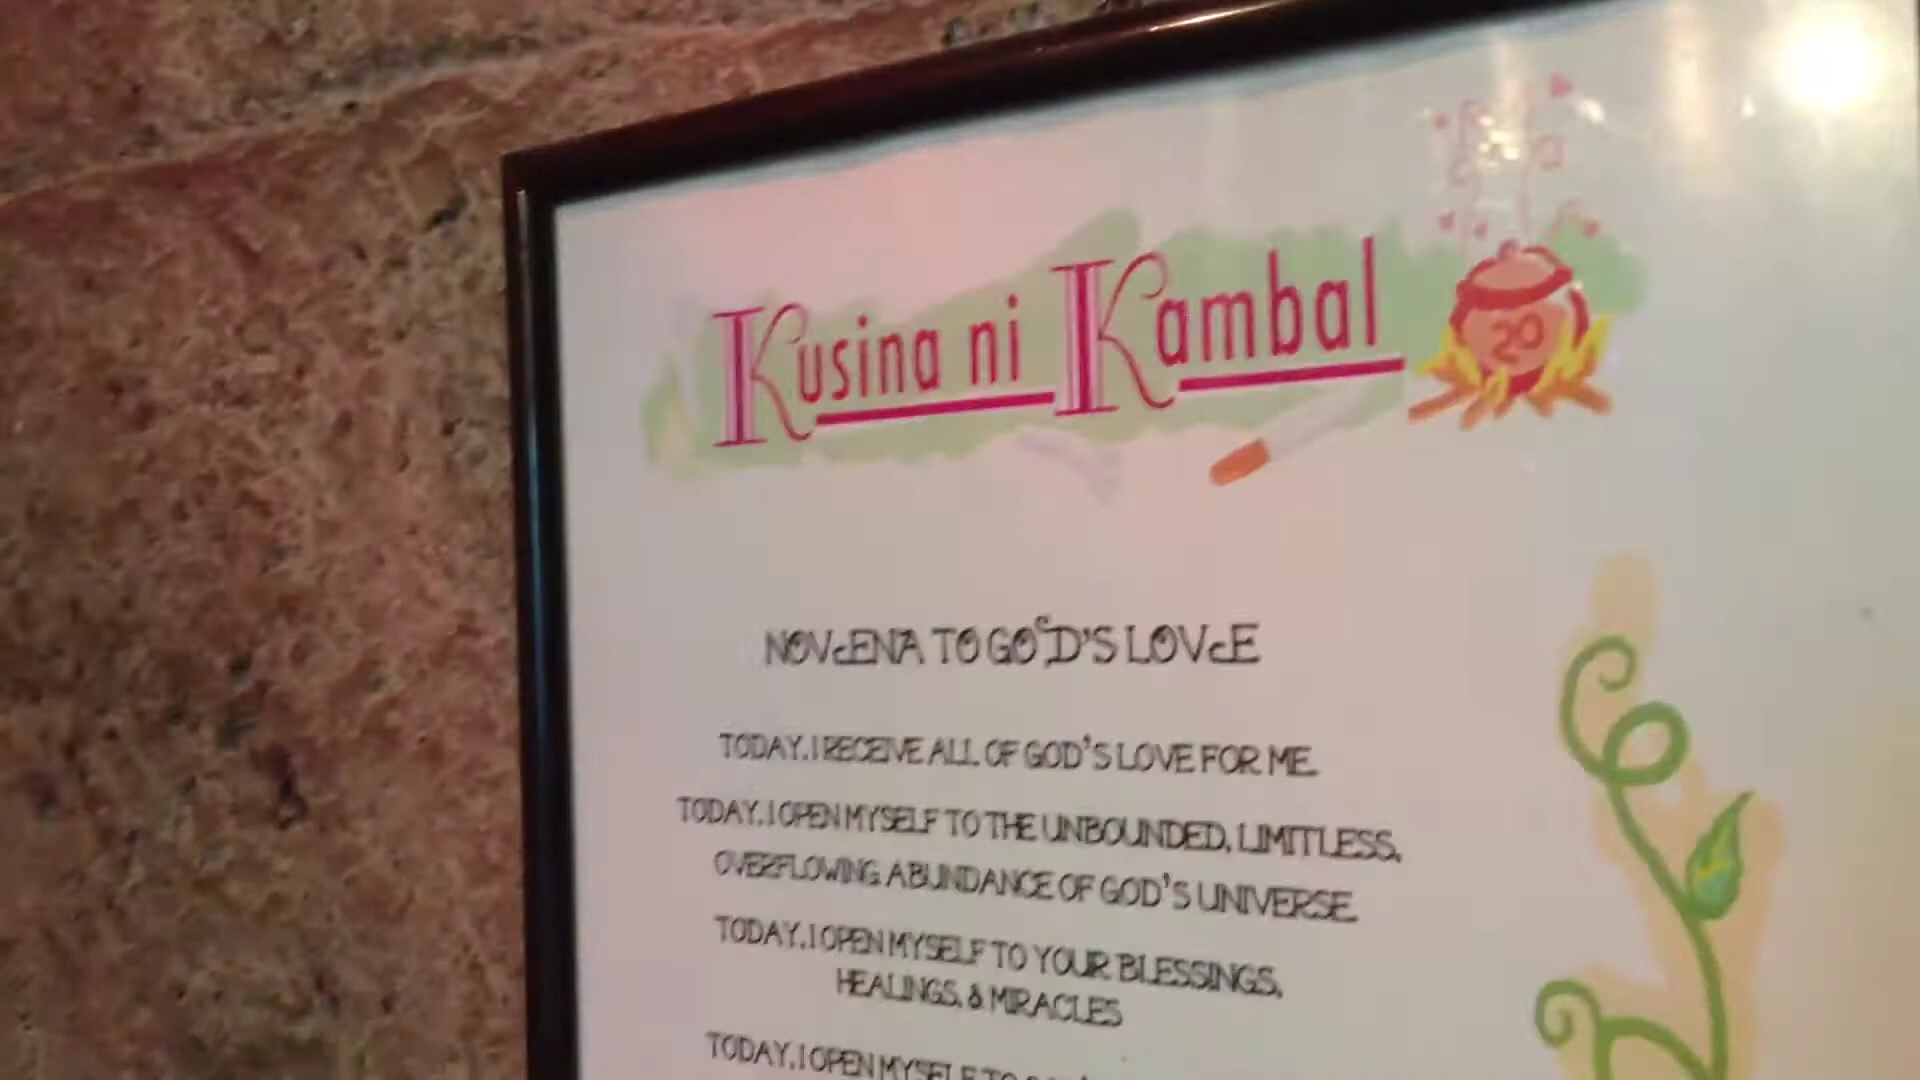 Kusina ni Kambal
20
NOVEENA TO GOD'S LOVE
TODAY, I RECEIVE ALL OF GOD'S LOVE FOR ME.
TODAY, I OPEN MYSELF TO THE UNBOUNDED, LIMITLESS,
OVERFLOWING ABUNDANCE OF GOD'S UNIVERSE.
TODAY, I OPEN MYSELF TO YOUR BLESSINGS,
HEALINGS, & MIRACLES
TODAY, I OPEN MYSELF TO